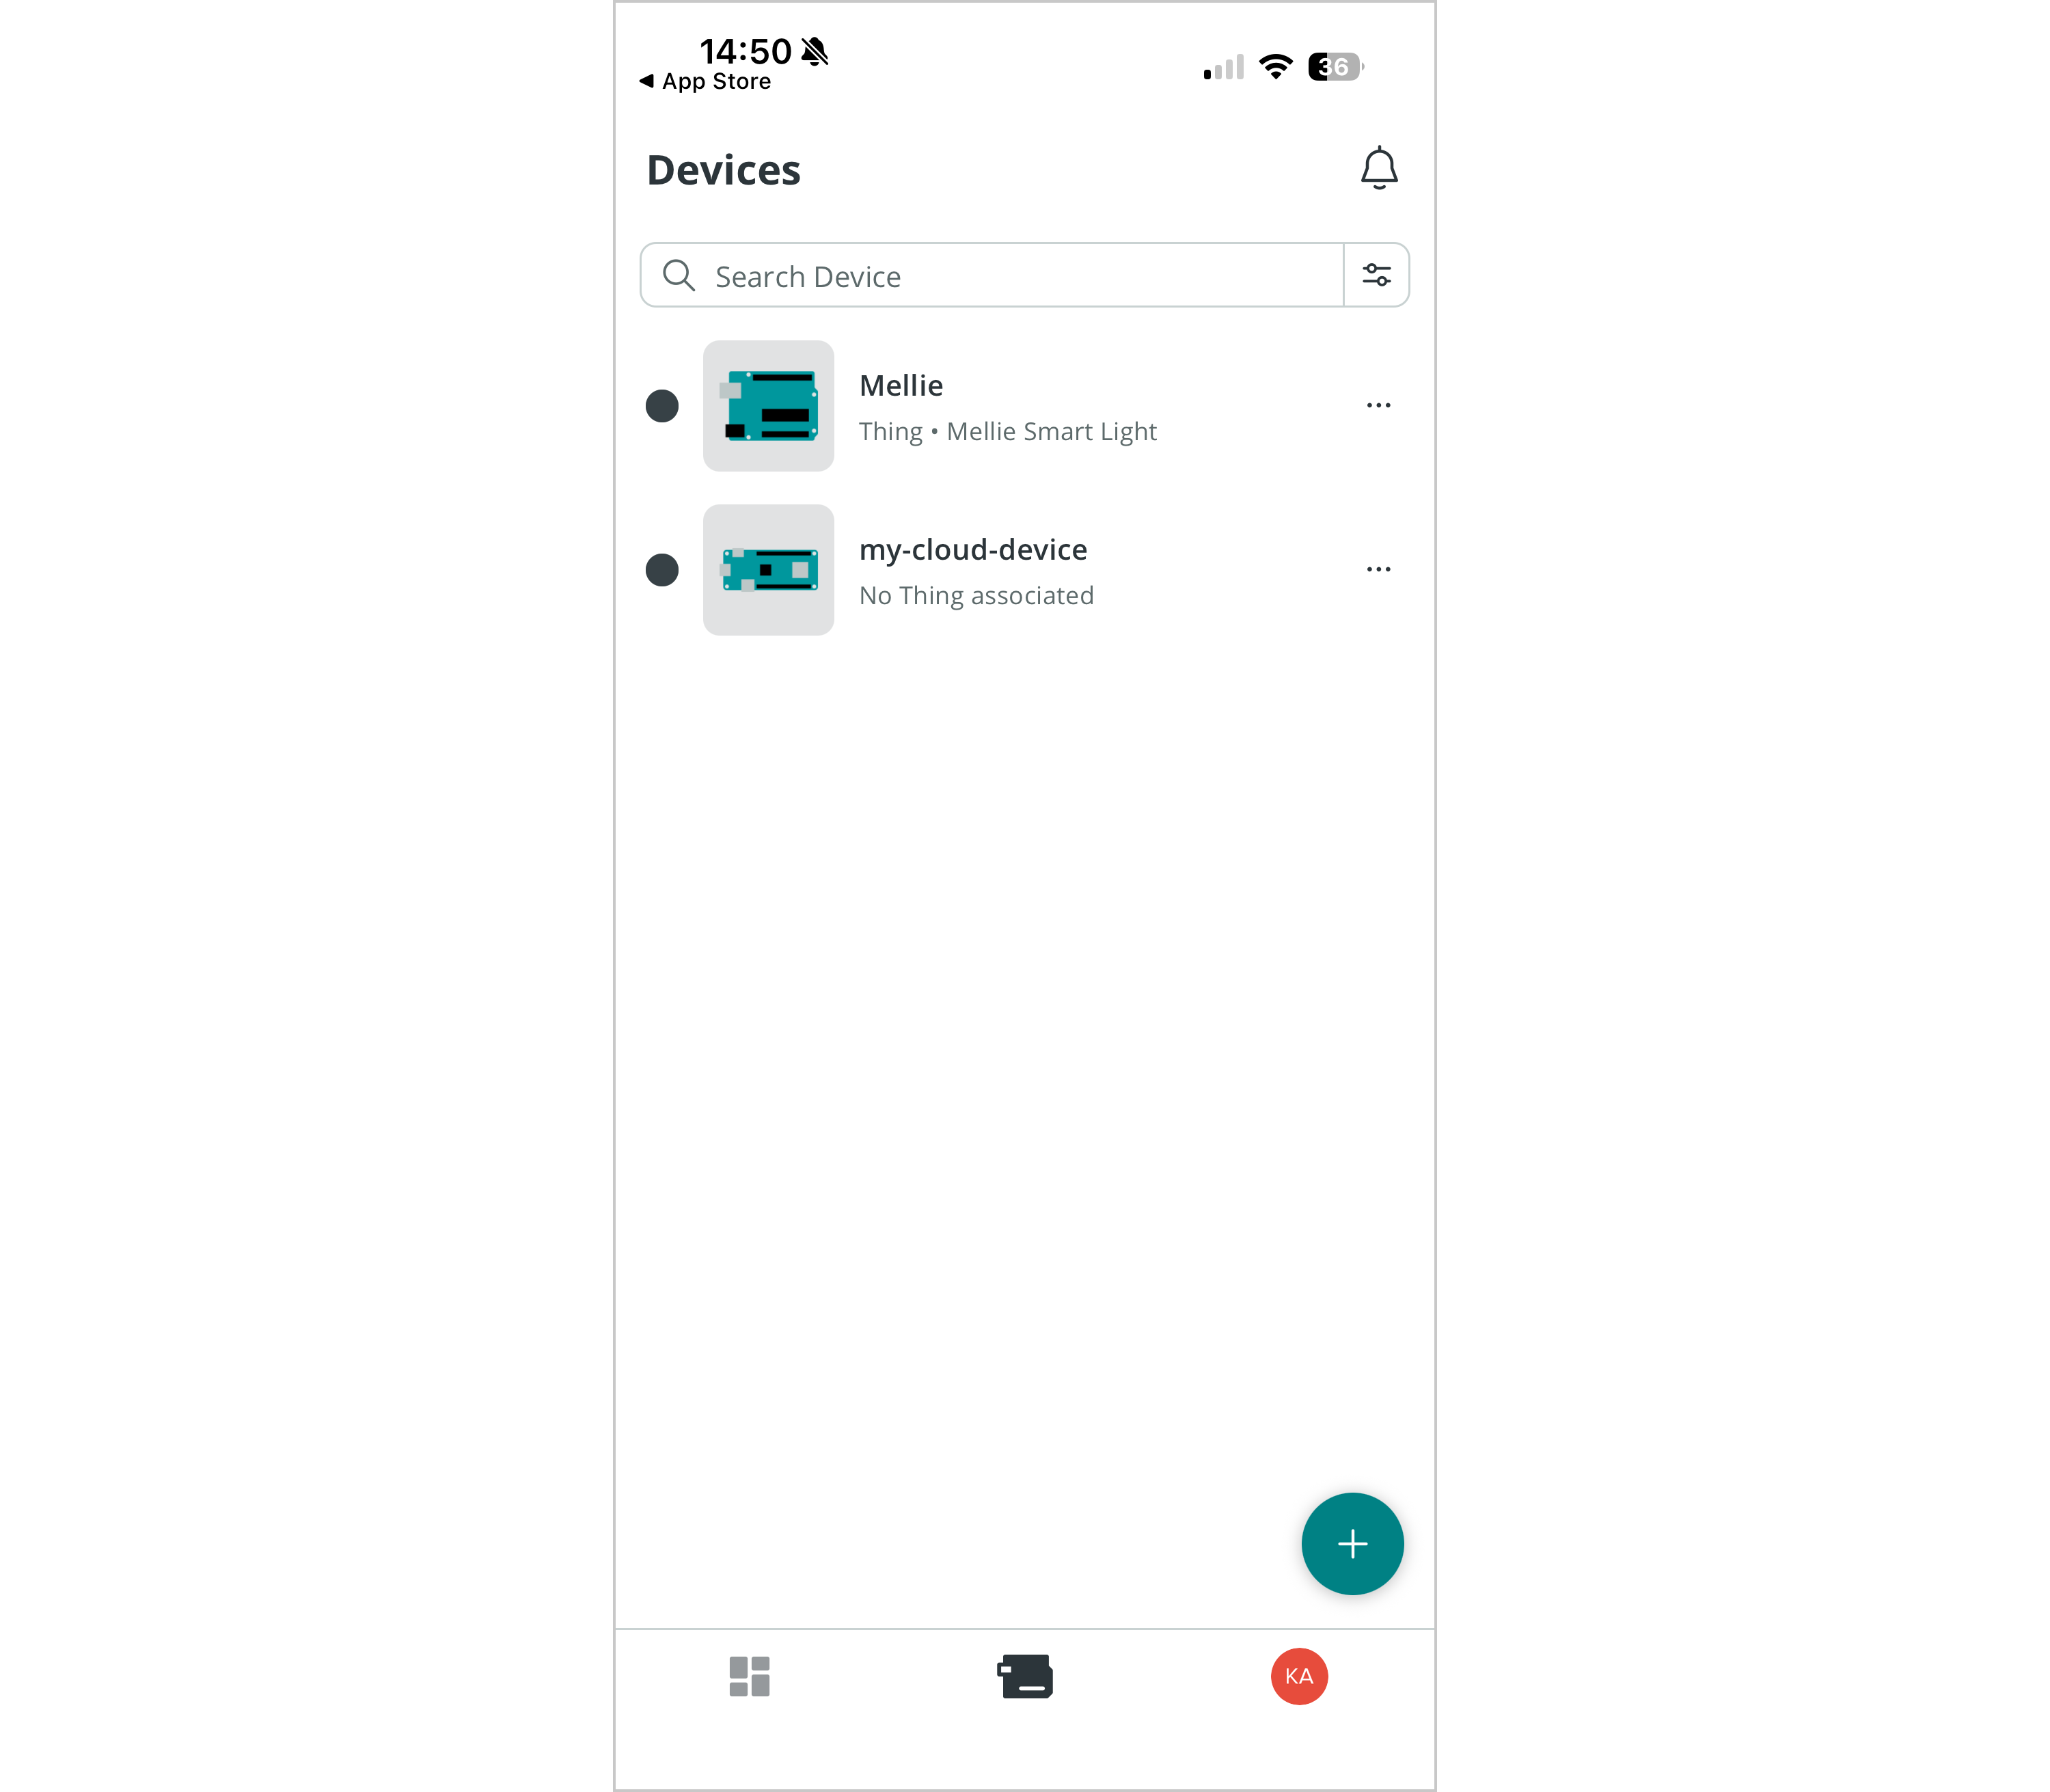 14:50
App Store
36
Devices
Search Device
Mellie
Thing • Mellie Smart Light
my-cloud-device
No Thing associated
KA